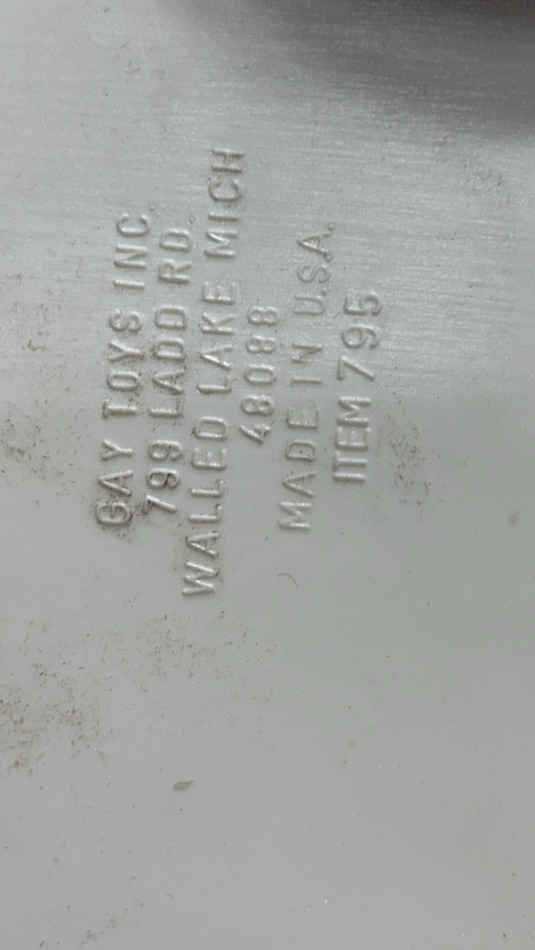 GAY TOYS INC.
799 LADD RD.
WALLED LAKE MICH
48088
MADE IN U.S.A.
ITEM 795